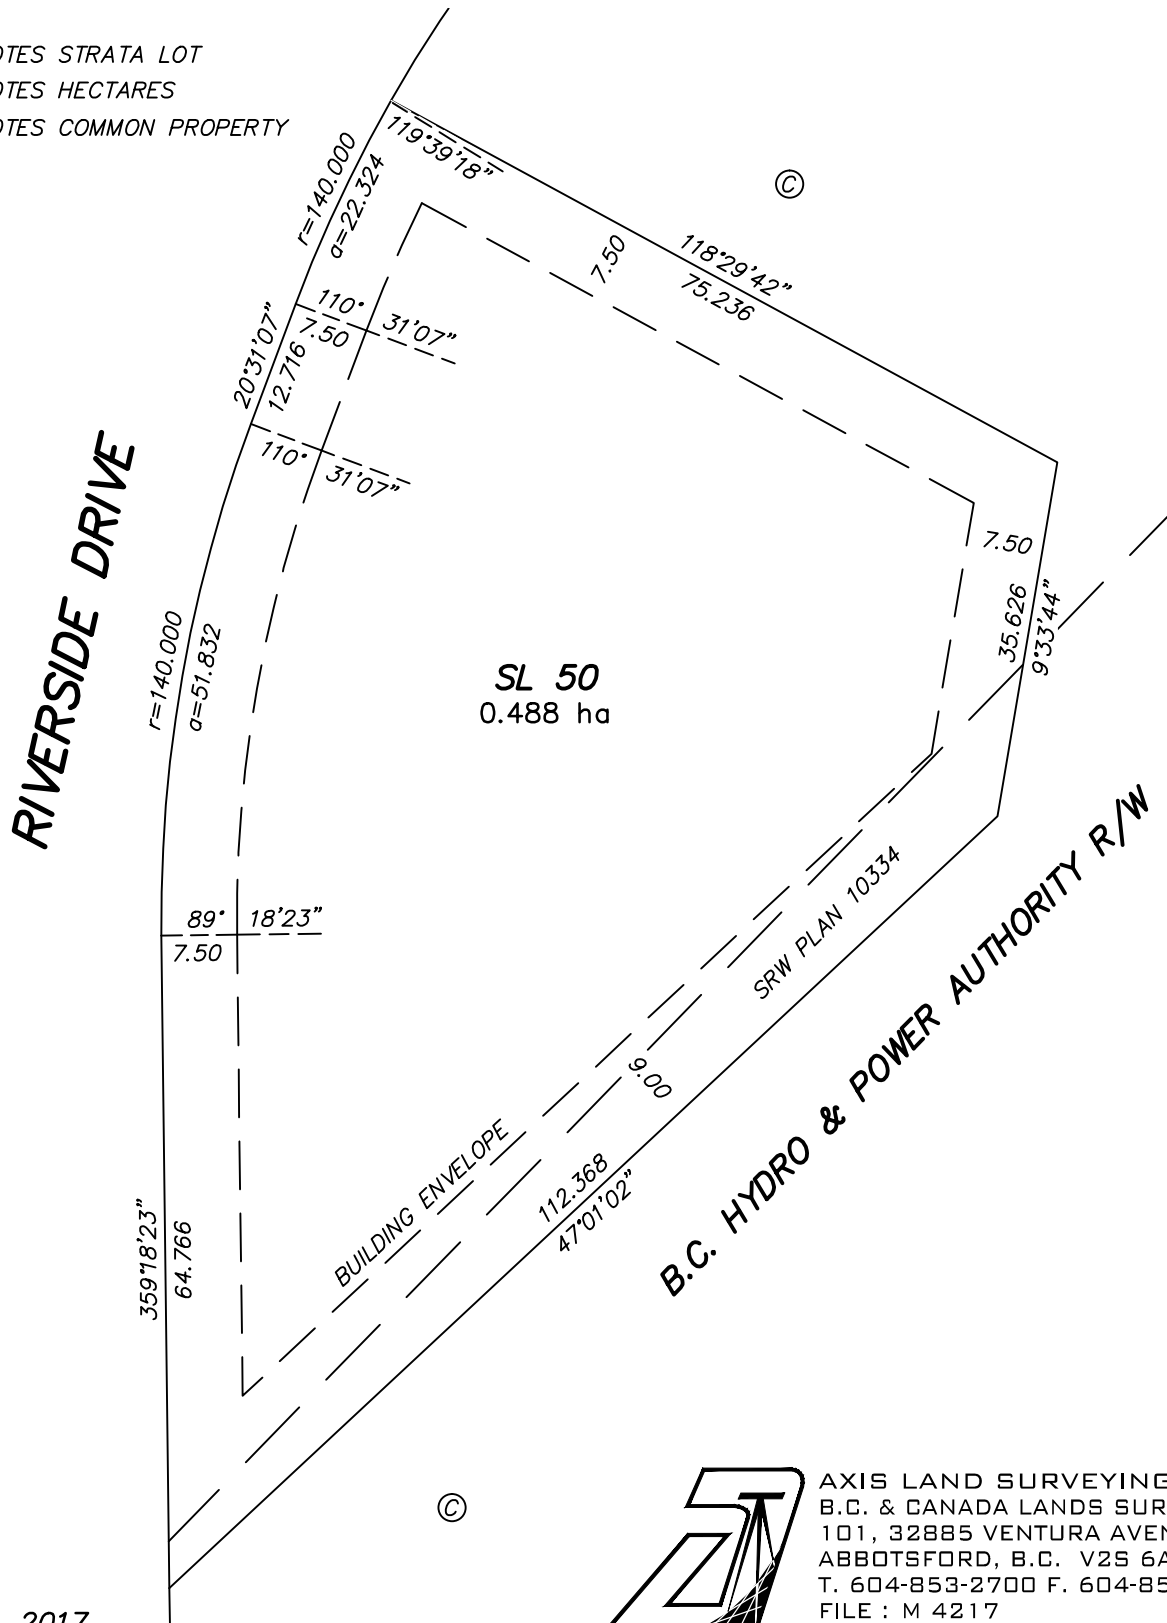 OTES STRATA LOT
OTES HECTARES
OTES COMMON PROPERTY
r=140.000
a=22.324
119°39'18"
©
118°29'42"
75.236
7.50
110° 31'07"
7.50
20°31'07"
12.716
110° 31'07"
RIVERSIDE DRIVE
7.50
35.626
9°33'44"
r=140.000
a=51.832
SL 50
0.488 ha
89° 18'23"
7.50
SRW PLAN 10334
B.C. HYDRO & POWER AUTHORITY R/W
9.00
BUILDING ENVELOPE
112.368
47°01'02"
359°18'23"
64.766
©
AXIS LAND SURVEYING
B.C. & CANADA LANDS SUR
101, 32885 VENTURA AVEN
ABBOTSFORD, B.C. V2S 6A
T. 604-853-2700 F. 604-85
FILE : M 4217
2017